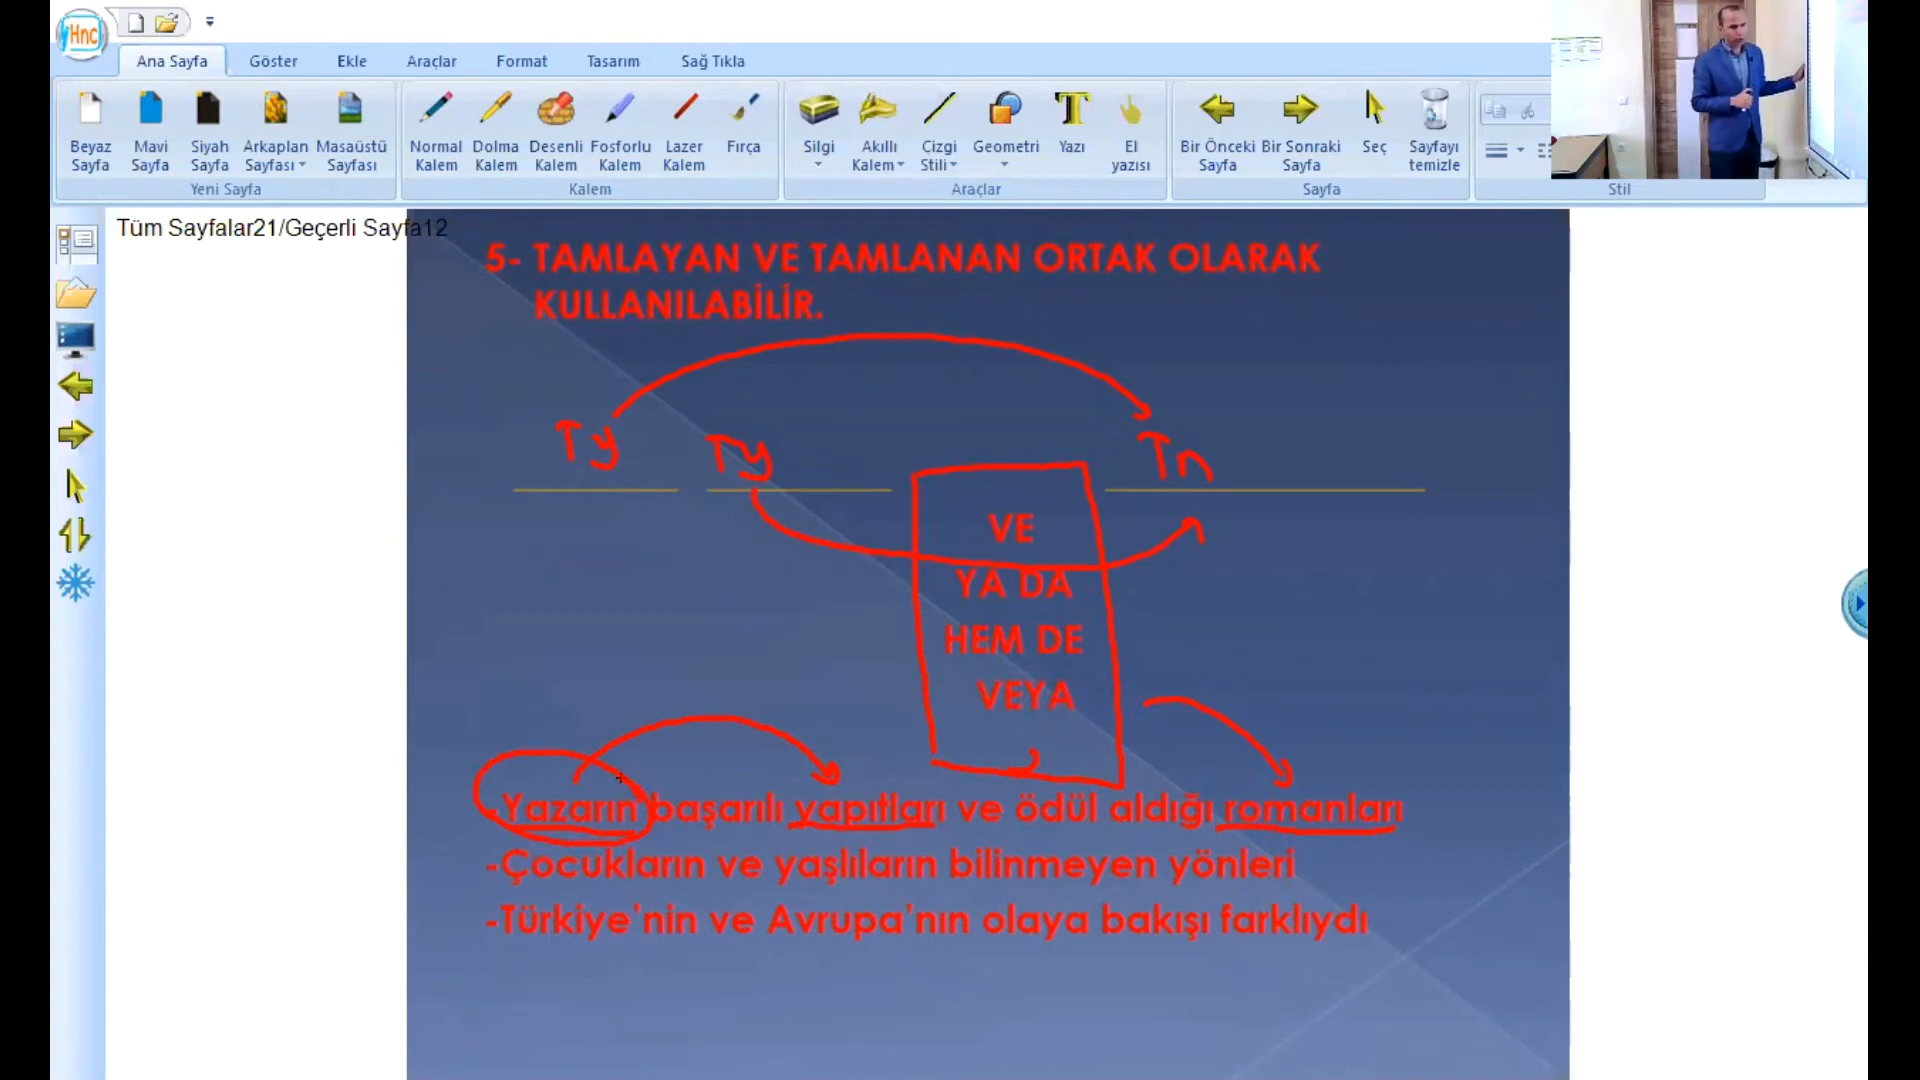 Hnc
Ana Sayfa Göster Ekle Araçlar Format Tasarım Sağ Tıkla
Beyaz Sayfa
Mavi Sayfa
Siyah Sayfa
Arkaplan Sayfası
Masaüstü Sayfası
Yeni Sayfa
Normal Kalem
Dolma Kalem
Desenli Kalem
Fosforlu Kalem
Lazer Kalem
Fırça
Kalem
Silgi
Akıllı Kalem
Çizgi Stili
Geometri
Yazı
El yazısı
Araçlar
Bir Önceki Sayfa
Bir Sonraki Sayfa
Seç
Sayfayı temizle
Sayfa
Stil
Tüm Sayfalar21/Geçerli Sayfa12
5- TAMLAYAN VE TAMLANAN ORTAK OLARAK
KULLANILABİLİR.
Ty Ty Tn
VE
YA DA
HEM DE
VEYA
-Yazarın başarılı yapıtları ve ödül aldığı romanları
-Çocukların ve yaşlıların bilinmeyen yönleri
-Türkiye'nin ve Avrupa'nın olaya bakışı farklıydı